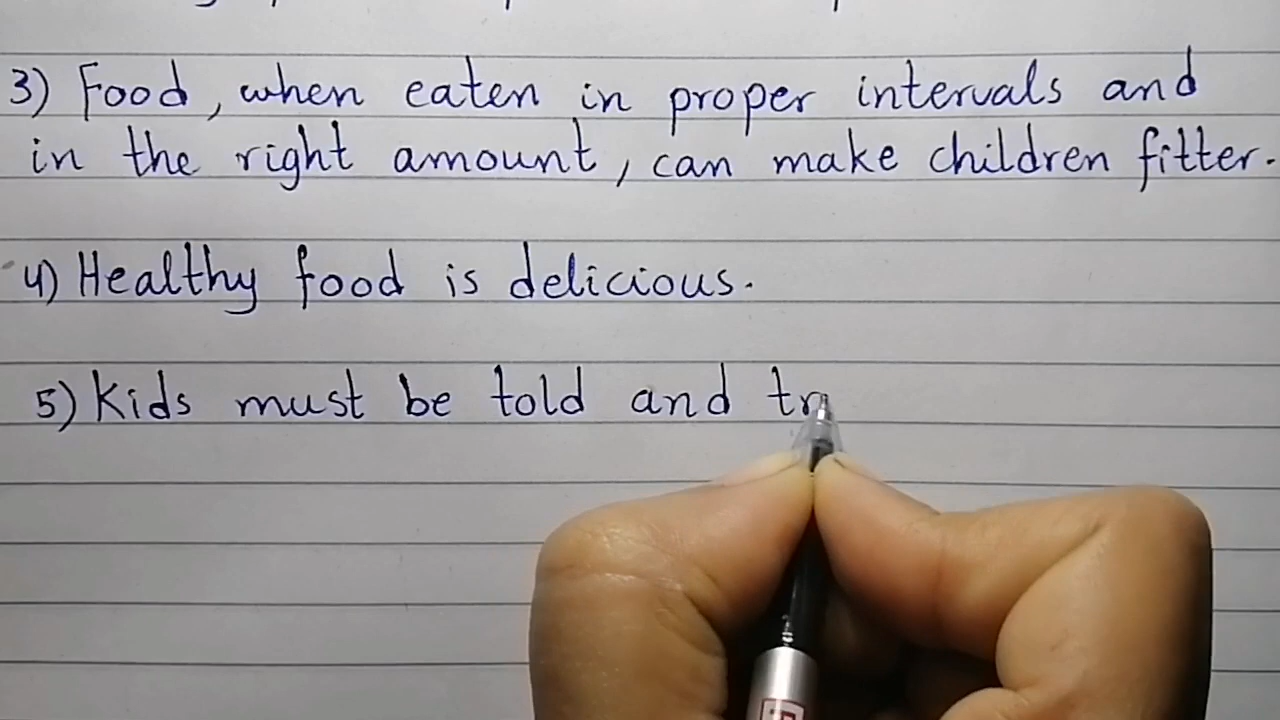 3) Food, when eaten in proper intervals and
in the right amount, can make children fitter.
4) Healthy food is delicious.
5) Kids must be told and